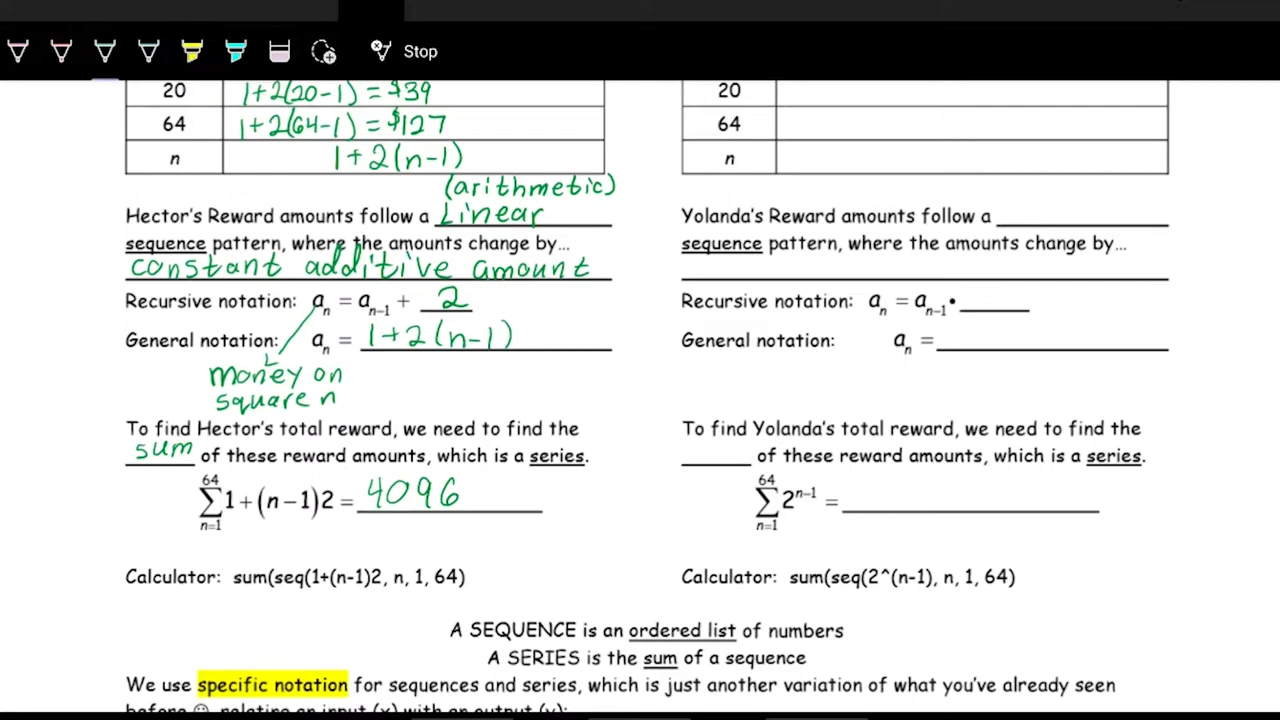 Stop
20 1+2(20-1) = $39
64 1+2(64-1) = $127
n 1+2(n-1)
(arithmetic)
Hector's Reward amounts follow a Linear
sequence pattern, where the amounts change by...
constant additive amount
Recursive notation: aₙ = aₙ₋₁ + 2
General notation: aₙ = 1+2(n-1)
money on
square n
To find Hector's total reward, we need to find the
sum of these reward amounts, which is a series.
64
∑ 1+(n-1)2 = 4096
n=1
Calculator: sum(seq(1+(n-1)2, n, 1, 64)
20
64
n
Yolanda's Reward amounts follow a
sequence pattern, where the amounts change by...
Recursive notation: aₙ = aₙ₋₁•
General notation: aₙ =
To find Yolanda's total reward, we need to find the
of these reward amounts, which is a series.
64
∑ 2ⁿ⁻¹ =
n=1
Calculator: sum(seq(2^(n-1), n, 1, 64)
A SEQUENCE is an ordered list of numbers
A SERIES is the sum of a sequence
We use specific notation for sequences and series, which is just another variation of what you've already seen
before ☺, relating an input (x) with an output (y):